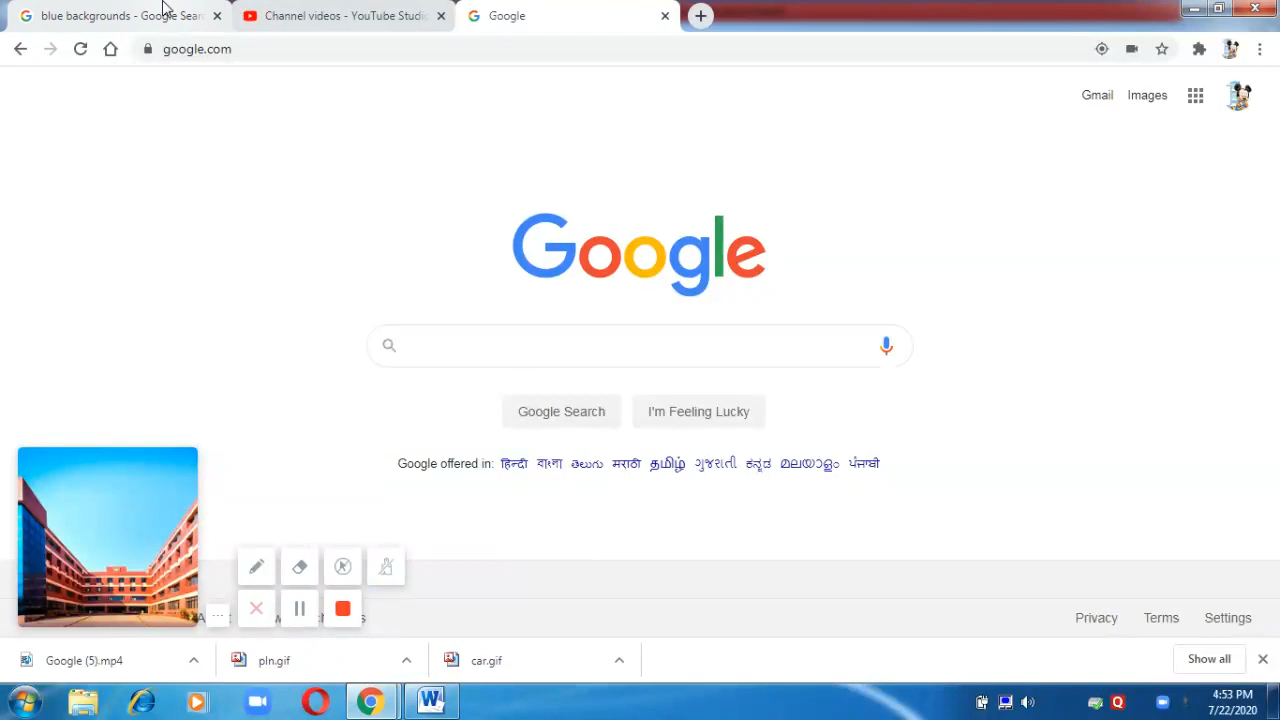 blue backgrounds - Google Sear
Channel videos - YouTube Studio
Google
google.com
Gmail Images
Google
Google Search
I'm Feeling Lucky
Google offered in: हिन्दी বাংলা తెలుగు मराठी தமிழ் ગુજરાતી ಕನ್ನಡ മലയാളം ਪੰਜਾਬੀ
Privacy Terms Settings
Google (5).mp4
pln.gif
car.gif
Show all
4:53 PM
7/22/2020